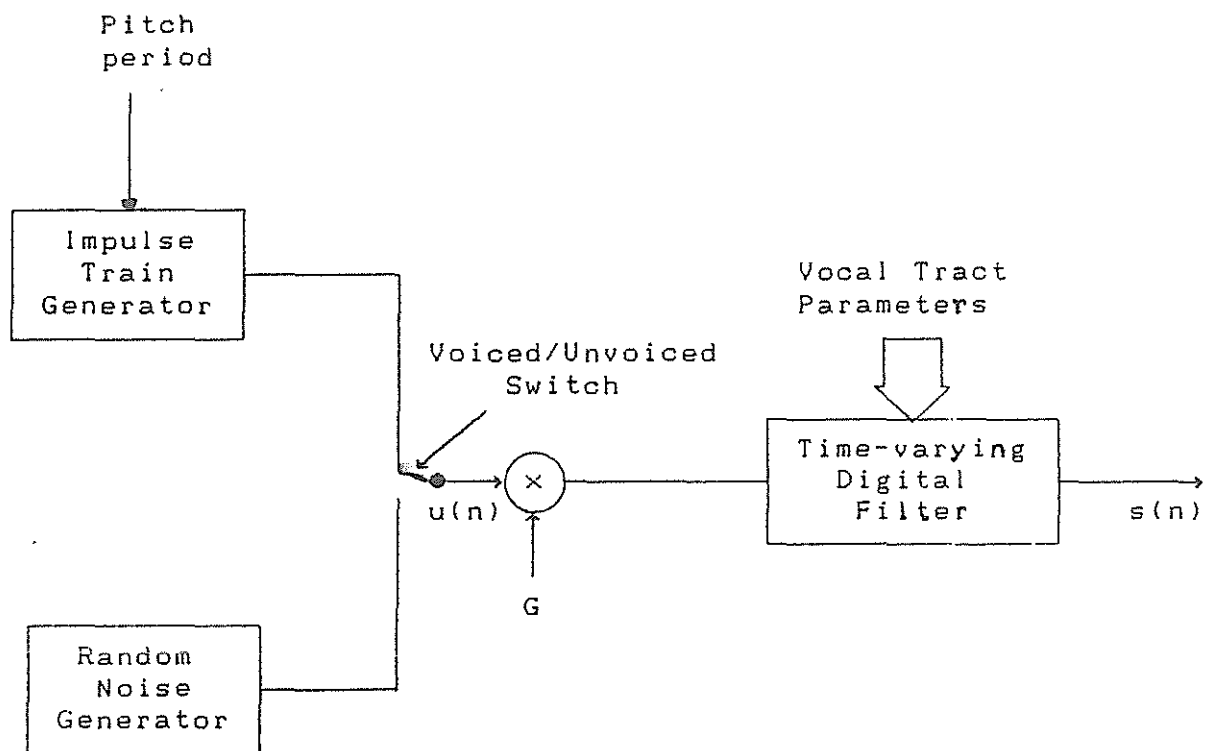 Pitch
period
Impulse
Train
Generator
Vocal Tract
Parameters
Voiced/Unvoiced
Switch
Time-varying
Digital
Filter
×
u(n)
s(n)
G
Random
Noise
Generator